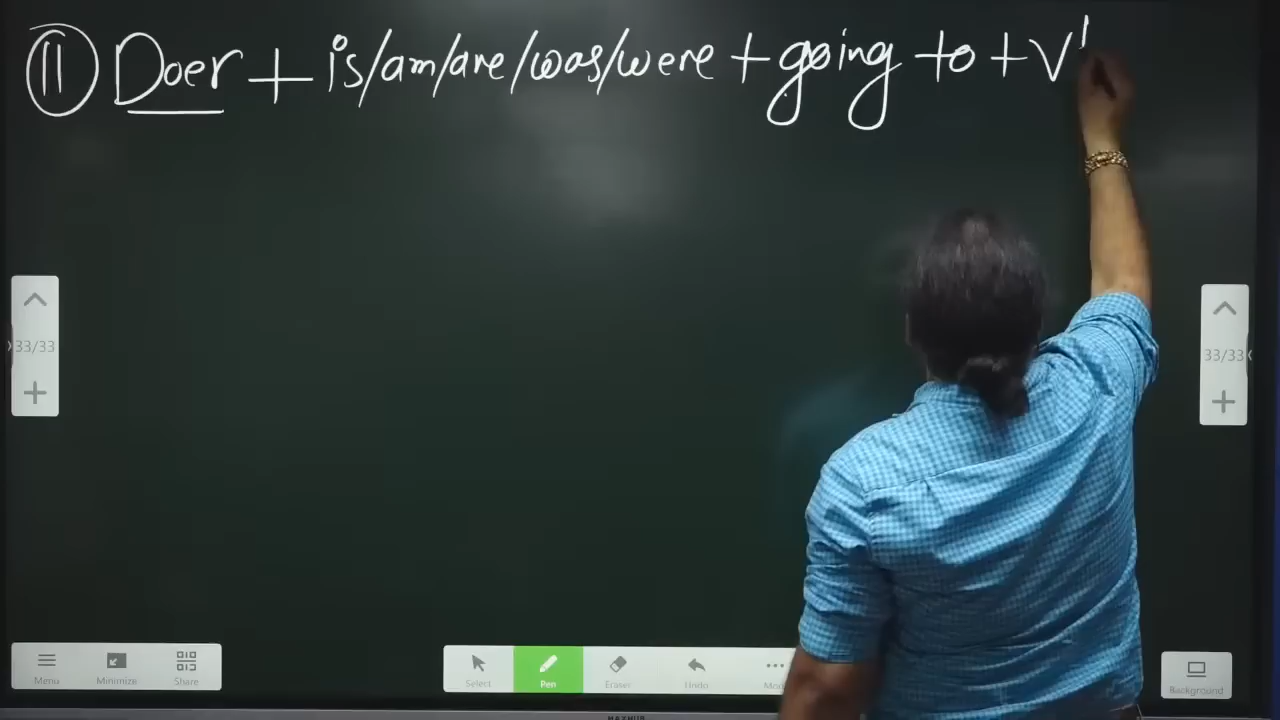 ⑪ Doer + is/am/are/was/were + going to + V¹
33/33
33/33
Menu Minimize Share Select Pen Eraser Undo Background